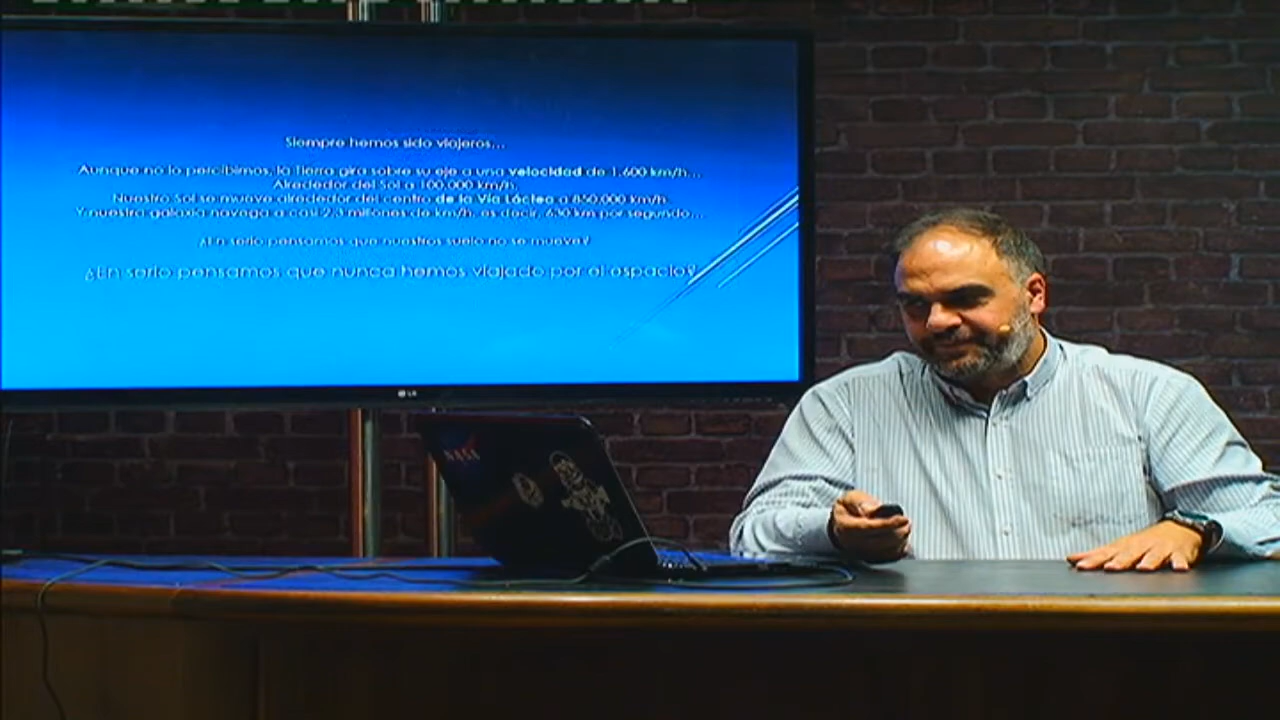 Siempre hemos sido viajeros...
Aunque no lo percibimos, la Tierra gira sobre su eje a una velocidad de 1.600 km/h...
Alrededor del Sol a 100.000 km/h.
Nuestro Sol se mueve alrededor del centro de la Vía Láctea a 850.000 km/h.
Y nuestra galaxia navega a casi 2,3 millones de km/h, es decir, 630 km por segundo...
¿En serio pensamos que nuestros suelo no se mueve?
¿En serio pensamos que nunca hemos viajado por el espacio?
LG
NASA